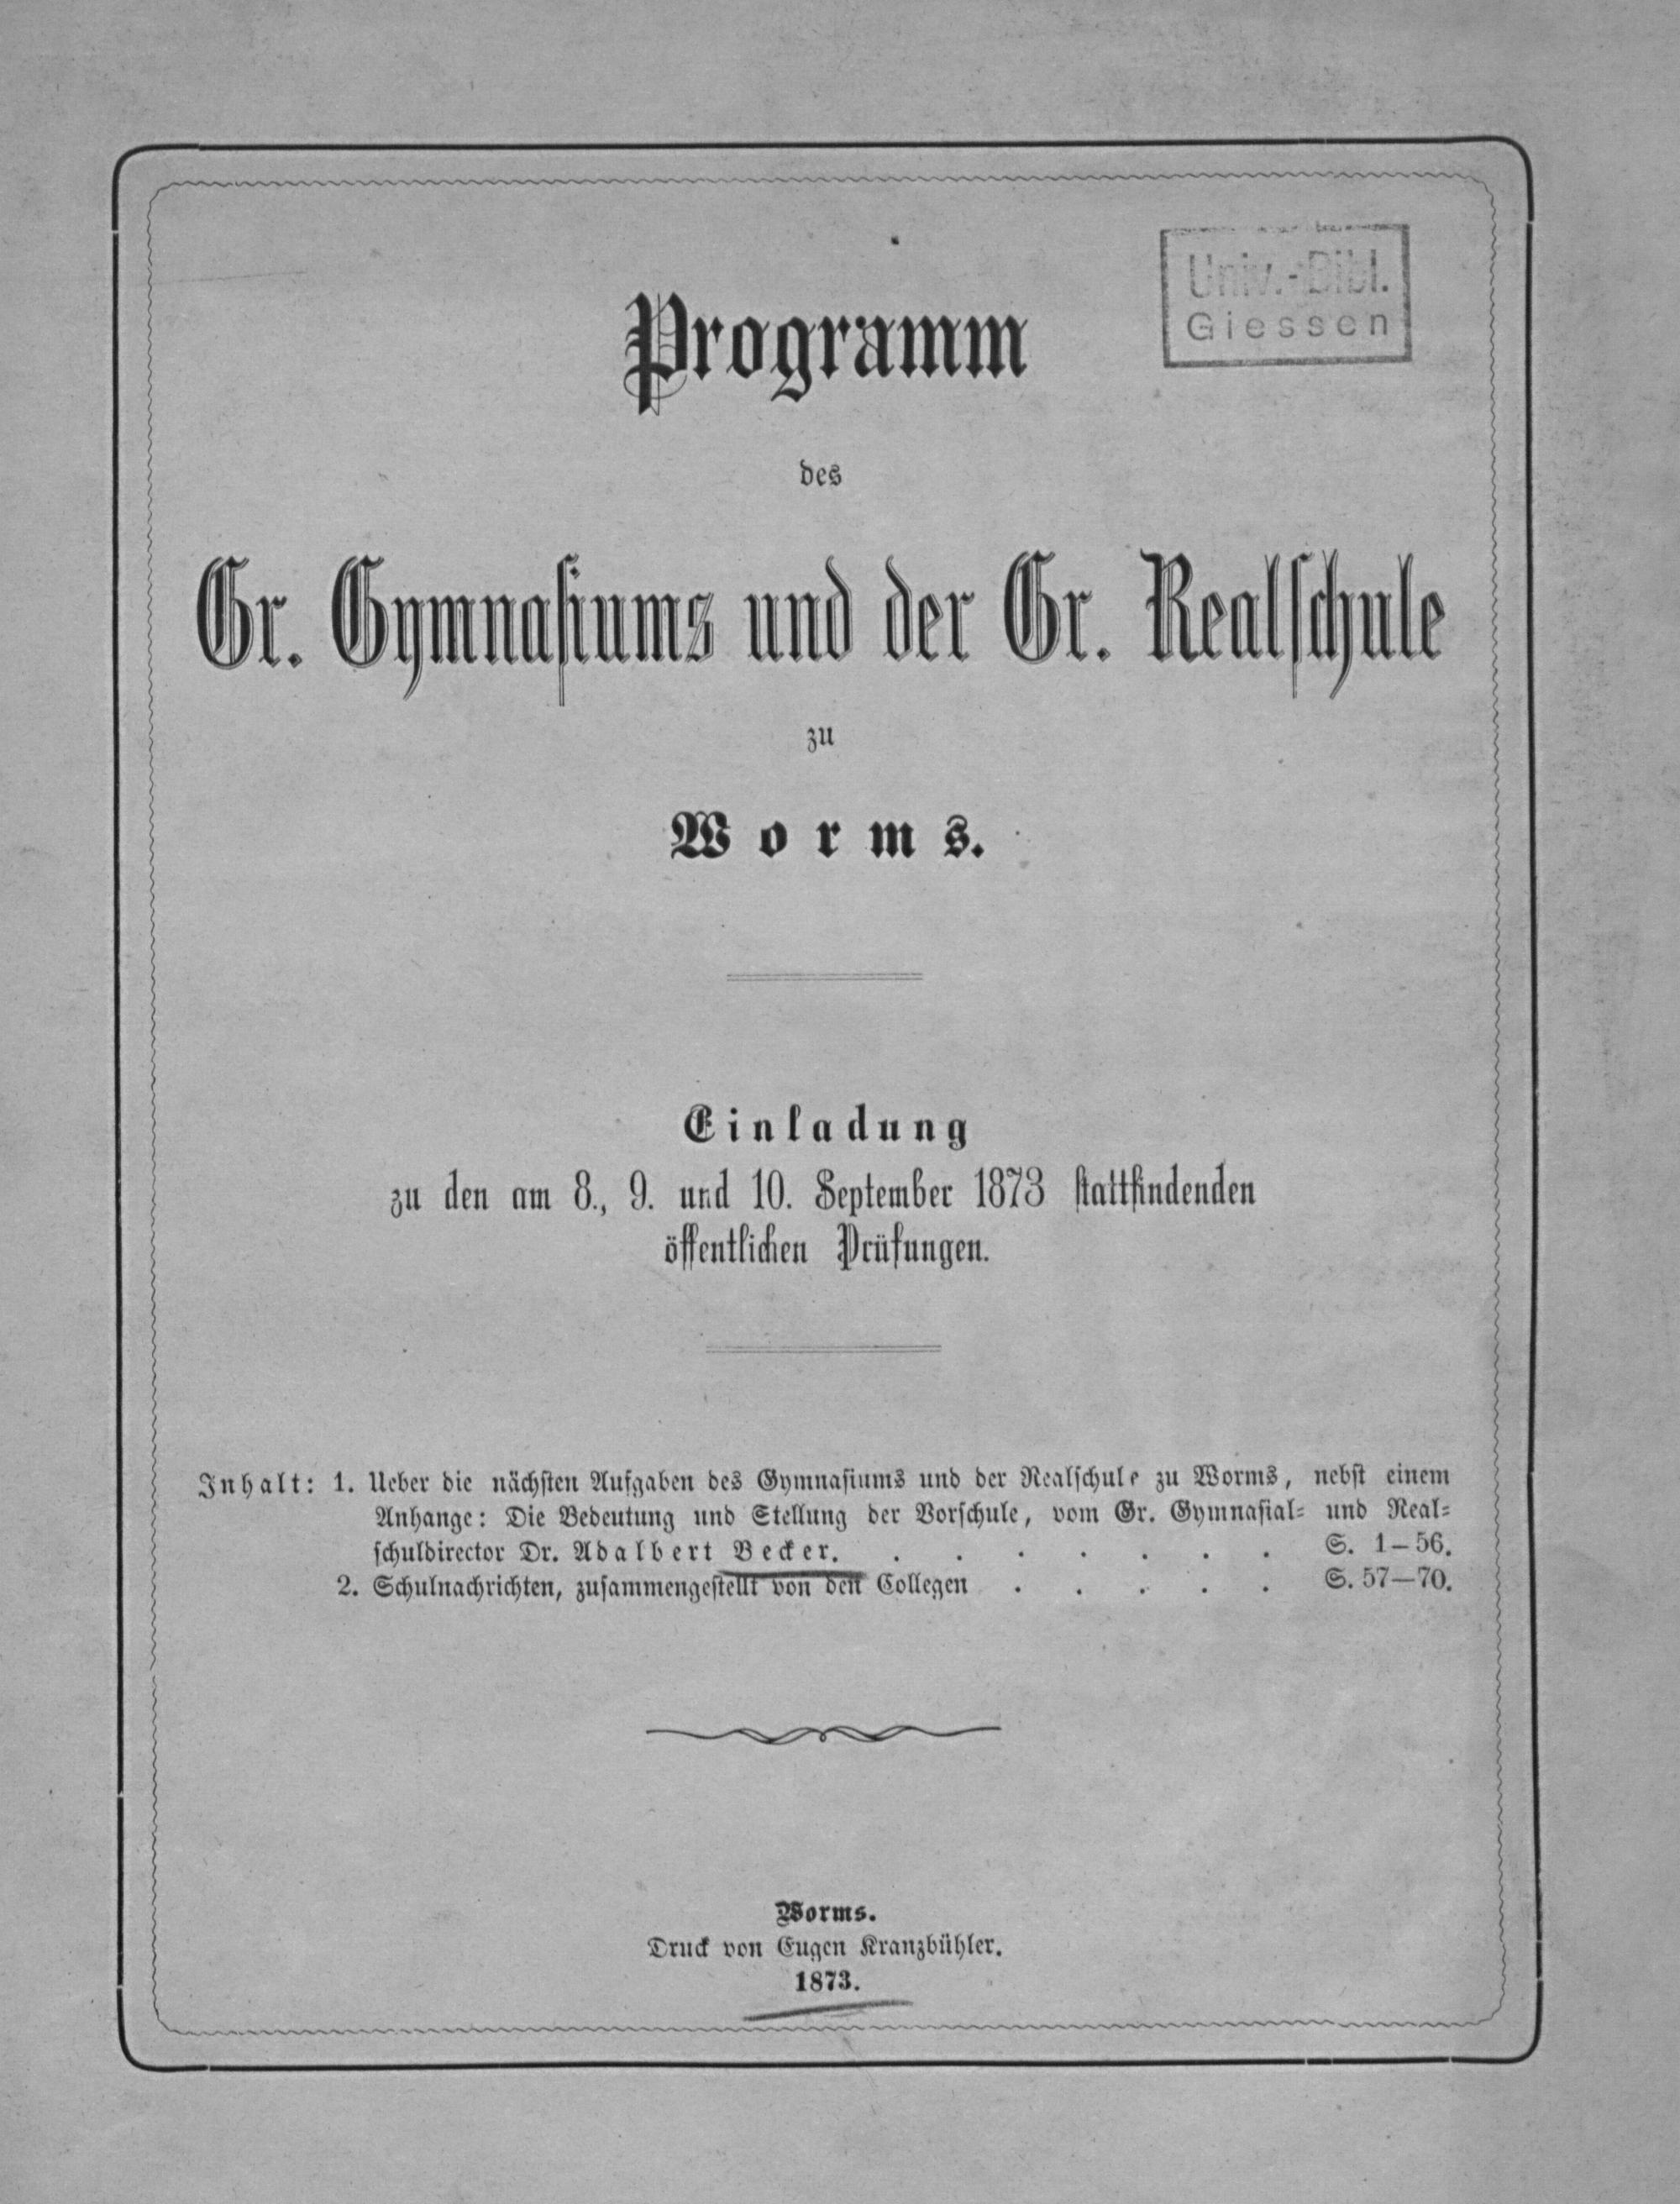 Programm
Univ.-Bibl.
Giessen
des
Gr. Gymnasiums und der Gr. Realschule
zu
Worms.
Einladung
zu den am 8., 9. und 10. September 1873 stattfindenden
öffentlichen Prüfungen.
Inhalt: 1. Ueber die nächsten Aufgaben des Gymnasiums und der Realschule zu Worms, nebst einem
Anhange: Die Bedeutung und Stellung der Vorschule, vom Gr. Gymnasial- und Real-
schuldirector Dr. Adalbert Becker. . . . . . . . S. 1–56.
2. Schulnachrichten, zusammengestellt von den Collegen . . . . . S. 57—70.
Worms.
Druck von Eugen Kranzbühler.
1873.